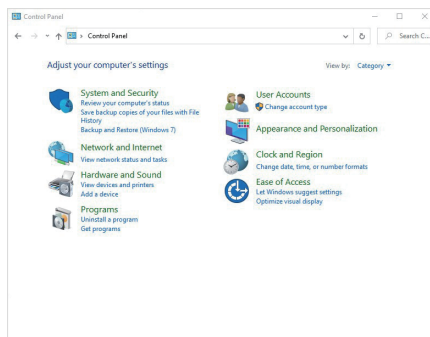 Control Panel
Control Panel
Search C...
Adjust your computer's settings
View by: Category
System and Security
Review your computer's status
Save backup copies of your files with File
History
Backup and Restore (Windows 7)
Network and Internet
View network status and tasks
Hardware and Sound
View devices and printers
Add a device
Programs
Uninstall a program
Get programs
User Accounts
Change account type
Appearance and Personalization
Clock and Region
Change date, time, or number formats
Ease of Access
Let Windows suggest settings
Optimize visual display